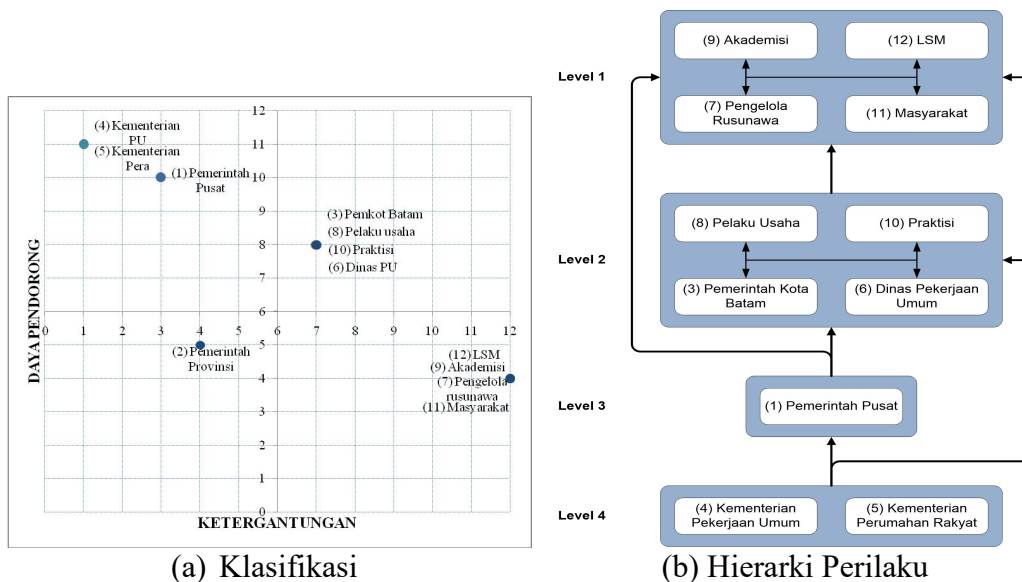 12
(4) Kementerian
PU
11
(5) Kementerian
Pera
(1) Pemerintah
Pusat
10
9
(3) Pemkot Batam
(8) Pelaku usaha
8
(10) Praktisi
(6) Dinas PU
7
6
1 2 3 4 5 6 7 8 9 10 11 12
5
(2) Pemerintah
Provinsi
(12) LSM
(9) Akademisi
4
(7) Pengelola
rusunawa
(11) Masyarakat
3
2
1
0
DAYA PENDORONG
KETERGANTUNGAN
(a) Klasifikasi
Level 1
(9) Akademisi
(12) LSM
(7) Pengelola
Rusunawa
(11) Masyarakat
Level 2
(8) Pelaku Usaha
(10) Praktisi
(3) Pemerintah Kota
Batam
(6) Dinas Pekerjaan
Umum
Level 3
(1) Pemerintah Pusat
Level 4
(4) Kementerian
Pekerjaan Umum
(5) Kementerian
Perumahan Rakyat
(b) Hierarki Perilaku